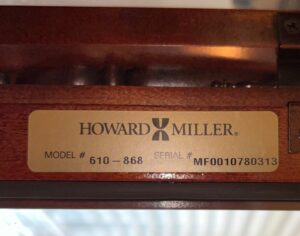 HOWARD MILLER®
MODEL # 610-868 SERIAL # MF0010780313